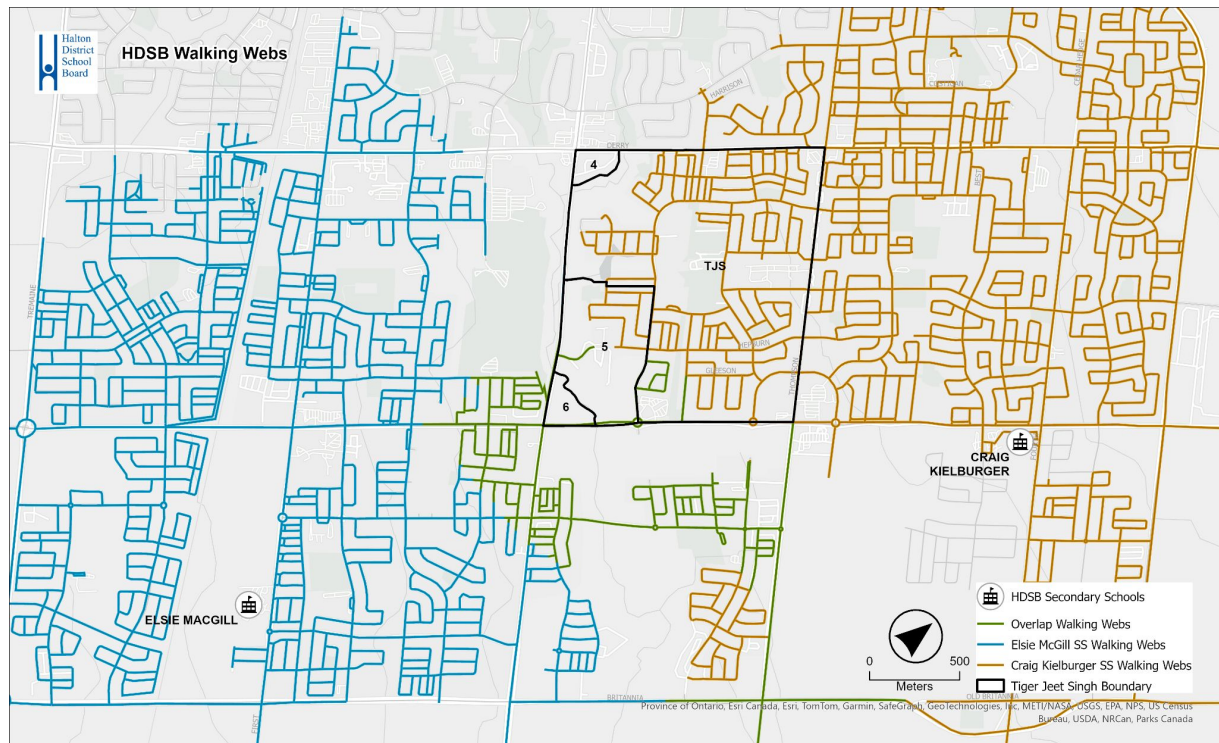 Halton
District
School
Board
HDSB Walking Webs
HARRISON
CLARK
DERRY
4
BEST
TJS
TREMAINE
5
HEPBURN
GLEESON
THOMPSON
6
CRAIG
KIELBURGER
ELSIE MACGILL
HDSB Secondary Schools
Overlap Walking Webs
Elsie McGill SS Walking Webs
Craig Kielburger SS Walking Webs
Tiger Jeet Singh Boundary
0 500
Meters
FIRST
BRITANNIA
OLD BRITANNIA
Province of Ontario, Esri Canada, Esri, TomTom, Garmin, SafeGraph, GeoTechnologies, Inc, METI/NASA, USGS, EPA, NPS, US Census
Bureau, USDA, NRCan, Parks Canada